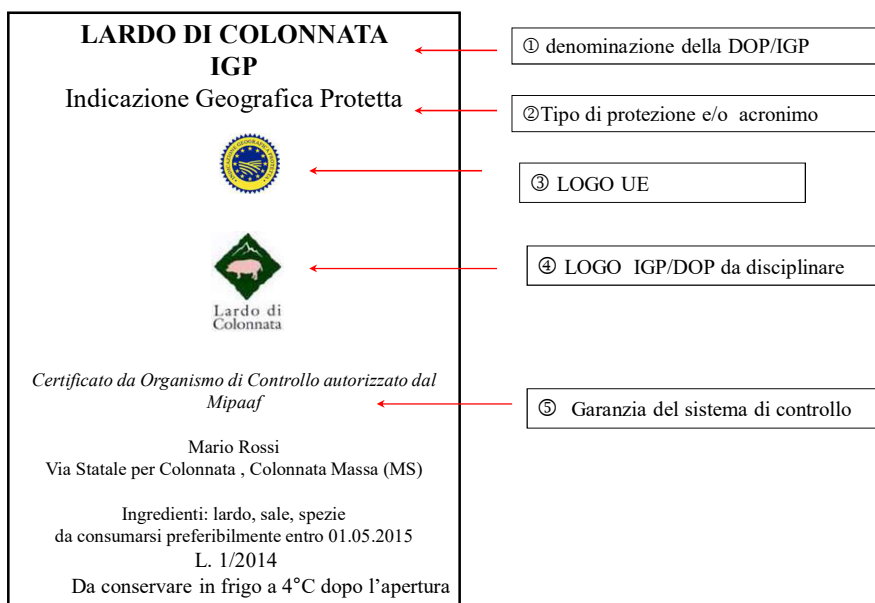 LARDO DI COLONNATA
IGP
Indicazione Geografica Protetta
INDICAZIONE GEOGRAFICA PROTETTA
Lardo di
Colonnata
Certificato da Organismo di Controllo autorizzato dal
Mipaaf
Mario Rossi
Via Statale per Colonnata , Colonnata Massa (MS)
Ingredienti: lardo, sale, spezie
da consumarsi preferibilmente entro 01.05.2015
L. 1/2014
Da conservare in frigo a 4°C dopo l’apertura
① denominazione della DOP/IGP
②Tipo di protezione e/o acronimo
③ LOGO UE
④ LOGO IGP/DOP da disciplinare
⑤ Garanzia del sistema di controllo